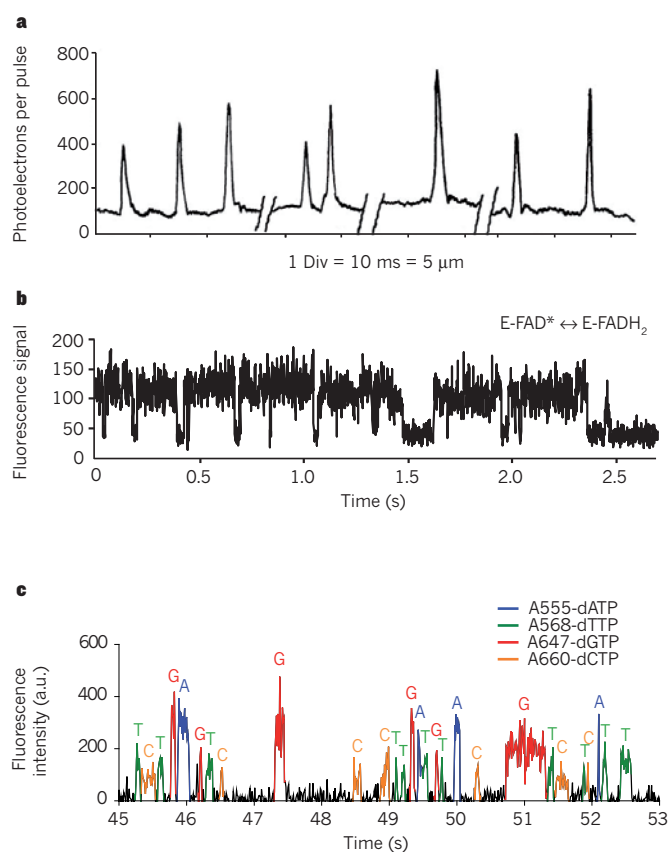 a
Photoelectrons per pulse
800
600
400
200
0
1 Div = 10 ms = 5 μm
b
E-FAD* ↔ E-FADH₂
Fluorescence signal
200
150
100
50
0
0 0.5 1.0 1.5 2.0 2.5
Time (s)
c
A555-dATP
A568-dTTP
A647-dGTP
A660-dCTP
Fluorescence
intensity (a.u.)
600
400
200
0
T C T G A G T C G C C T T G A T G T A C G T C T C A T T
45 46 47 48 49 50 51 52 53
Time (s)